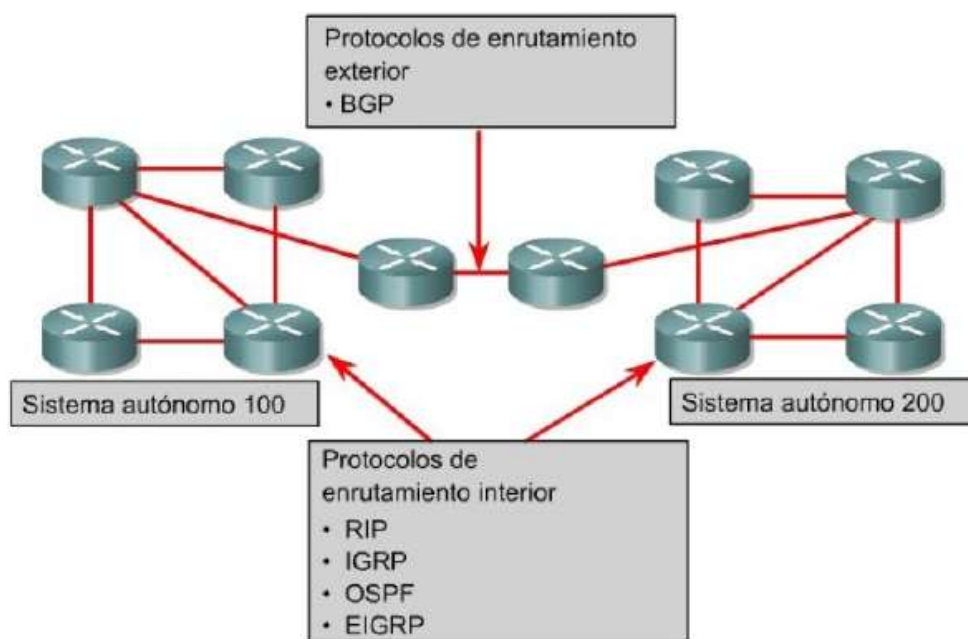 Protocolos de enrutamiento
exterior
• BGP
Sistema autónomo 100
Sistema autónomo 200
Protocolos de
enrutamiento interior
• RIP
• IGRP
• OSPF
• EIGRP